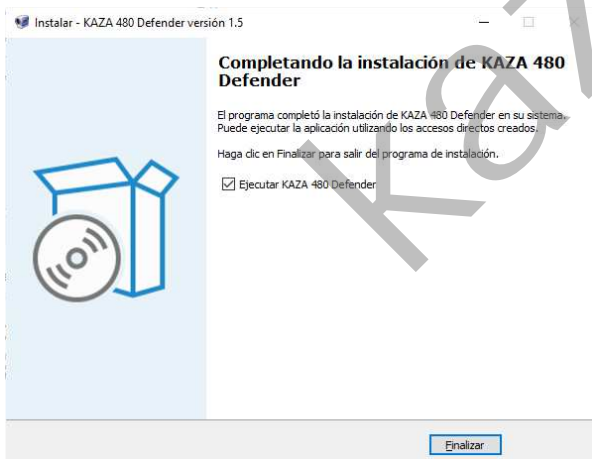 Instalar - KAZA 480 Defender versión 1.5
Completando la instalación de KAZA 480
Defender
El programa completó la instalación de KAZA 480 Defender en su sistema.
Puede ejecutar la aplicación utilizando los accesos directos creados.
Haga clic en Finalizar para salir del programa de instalación.
Ejecutar KAZA 480 Defender
Finalizar